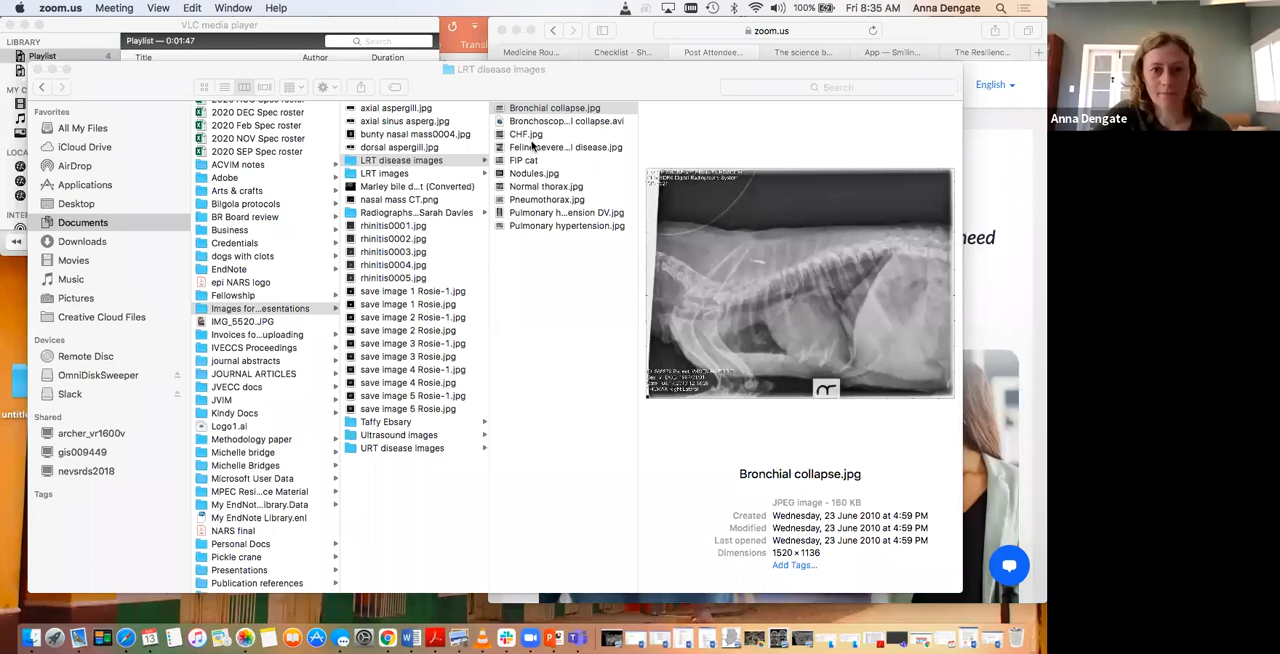 zoom.us Meeting View Edit Window Help
100% Fri 8:35 AM Anna Dengate
VLC media player
LIBRARY
Playlist 4
Playlist — 0:01:47
Search
Title Author Duration
zoom.us
Medicine Rou...
Checklist - Sh...
Post Attendee...
The science b...
App — Smilin...
The Resilienc...
English
LRT disease images
Search
Favorites
All My Files
iCloud Drive
AirDrop
Applications
Desktop
Documents
Downloads
Movies
Music
Pictures
Creative Cloud Files
Devices
Remote Disc
OmniDiskSweeper
Slack
Shared
archer_vr1600v
gis009449
nevsrds2018
Tags
2020 DEC Spec roster
2020 Feb Spec roster
2020 NOV Spec roster
2020 SEP Spec roster
ACVIM notes
Adobe
Arts & crafts
Bilgola protocols
BR Board review
Business
Credentials
dogs with clots
EndNote
epi NARS logo
Fellowship
Images for...esentations
IMG_5520.JPG
Invoices fo...uploading
IVECCS Proceedings
journal abstracts
JOURNAL ARTICLES
JVECC docs
JVIM
Kindy Docs
Logo1.ai
Methodology paper
Michelle bridge
Michelle Bridges
Microsoft User Data
MPEC Resi...ce Material
My EndNot...ibrary.Data
My EndNote Library.enl
NARS final
Personal Docs
Pickle crane
Presentations
Publication references
axial aspergill.jpg
axial sinus asperg.jpg
bunty nasal mass0004.jpg
dorsal aspergill.jpg
LRT disease images
LRT images
Marley bile d...t (Converted)
nasal mass CT.png
Radiographs...Sarah Davies
rhinitis0001.jpg
rhinitis0002.jpg
rhinitis0003.jpg
rhinitis0004.jpg
rhinitis0005.jpg
save image 1 Rosie-1.jpg
save image 1 Rosie.jpg
save image 2 Rosie-1.jpg
save image 2 Rosie.jpg
save image 3 Rosie-1.jpg
save image 3 Rosie.jpg
save image 4 Rosie-1.jpg
save image 4 Rosie.jpg
save image 5 Rosie-1.jpg
save image 5 Rosie.jpg
Taffy Ebsary
Ultrasound images
URT disease images
Bronchial collapse.jpg
Bronchoscop...l collapse.avi
CHF.jpg
Feline severe...l disease.jpg
FIP cat
Nodules.jpg
Normal thorax.jpg
Pneumothorax.jpg
Pulmonary h...ension DV.jpg
Pulmonary hypertension.jpg
Bronchial collapse.jpg
JPEG image - 160 KB
Created Wednesday, 23 June 2010 at 4:59 PM
Modified Wednesday, 23 June 2010 at 4:59 PM
Last opened Wednesday, 23 June 2010 at 4:59 PM
Dimensions 1520 × 1136
Add Tags...
need
Anna Dengate